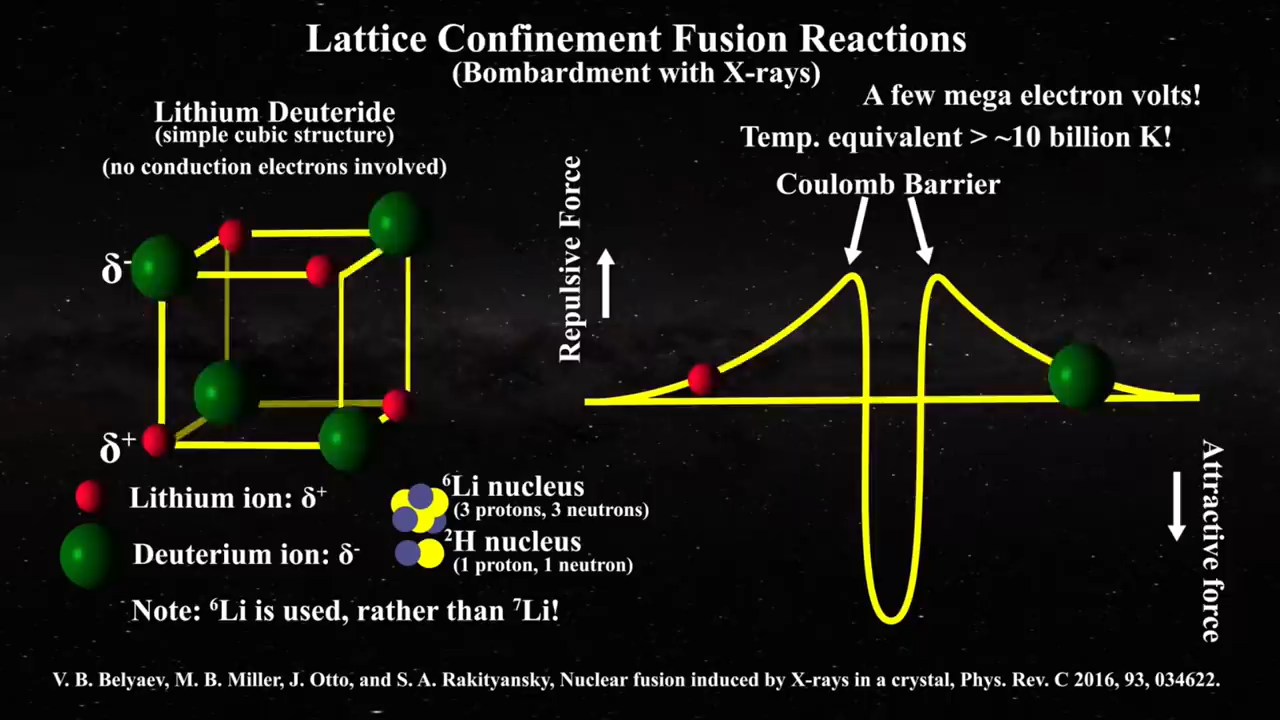 Lattice Confinement Fusion Reactions
(Bombardment with X-rays)
A few mega electron volts!
Temp. equivalent > ~10 billion K!
Coulomb Barrier
Lithium Deuteride
(simple cubic structure)
(no conduction electrons involved)
δ⁻
δ⁺
Repulsive Force
Attractive force
Lithium ion: δ⁺
Deuterium ion: δ⁻
⁶Li nucleus
(3 protons, 3 neutrons)
²H nucleus
(1 proton, 1 neutron)
Note: ⁶Li is used, rather than ⁷Li!
V. B. Belyaev, M. B. Miller, J. Otto, and S. A. Rakityansky, Nuclear fusion induced by X-rays in a crystal, Phys. Rev. C 2016, 93, 034622.